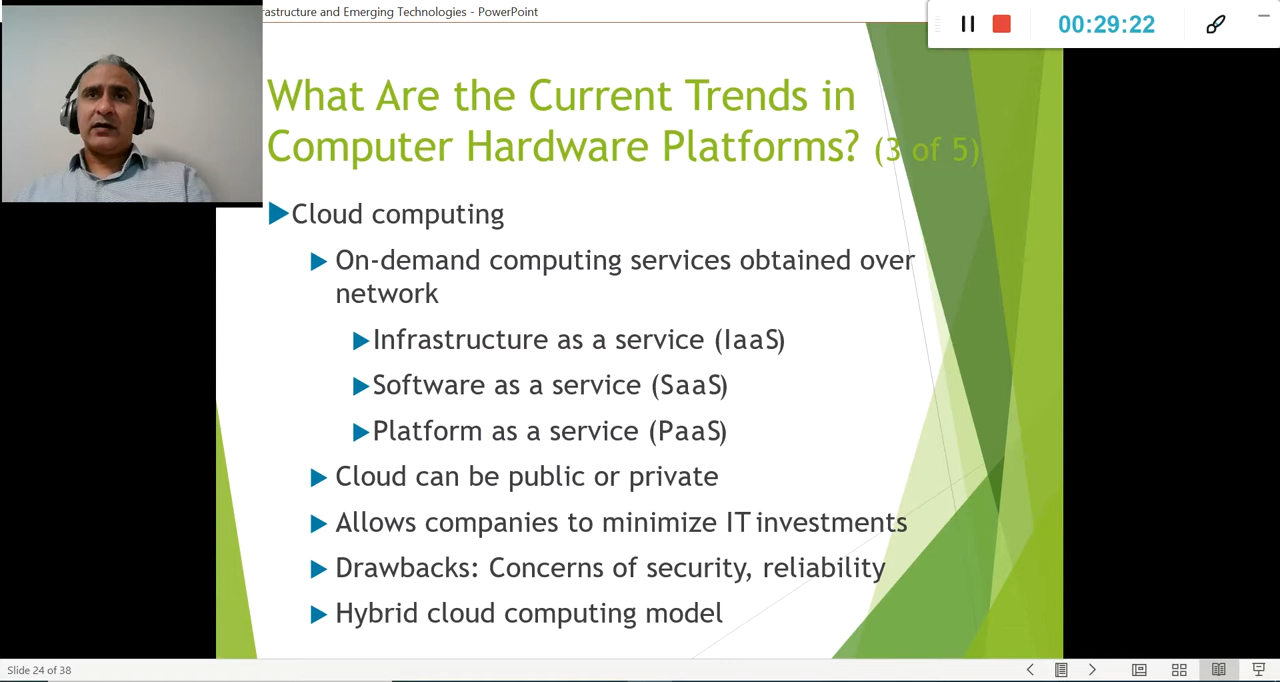 rastructure and Emerging Technologies - PowerPoint
00:29:22
What Are the Current Trends in
Computer Hardware Platforms? (3 of 5)
Cloud computing
On-demand computing services obtained over
network
Infrastructure as a service (IaaS)
Software as a service (SaaS)
Platform as a service (PaaS)
Cloud can be public or private
Allows companies to minimize IT investments
Drawbacks: Concerns of security, reliability
Hybrid cloud computing model
Slide 24 of 38